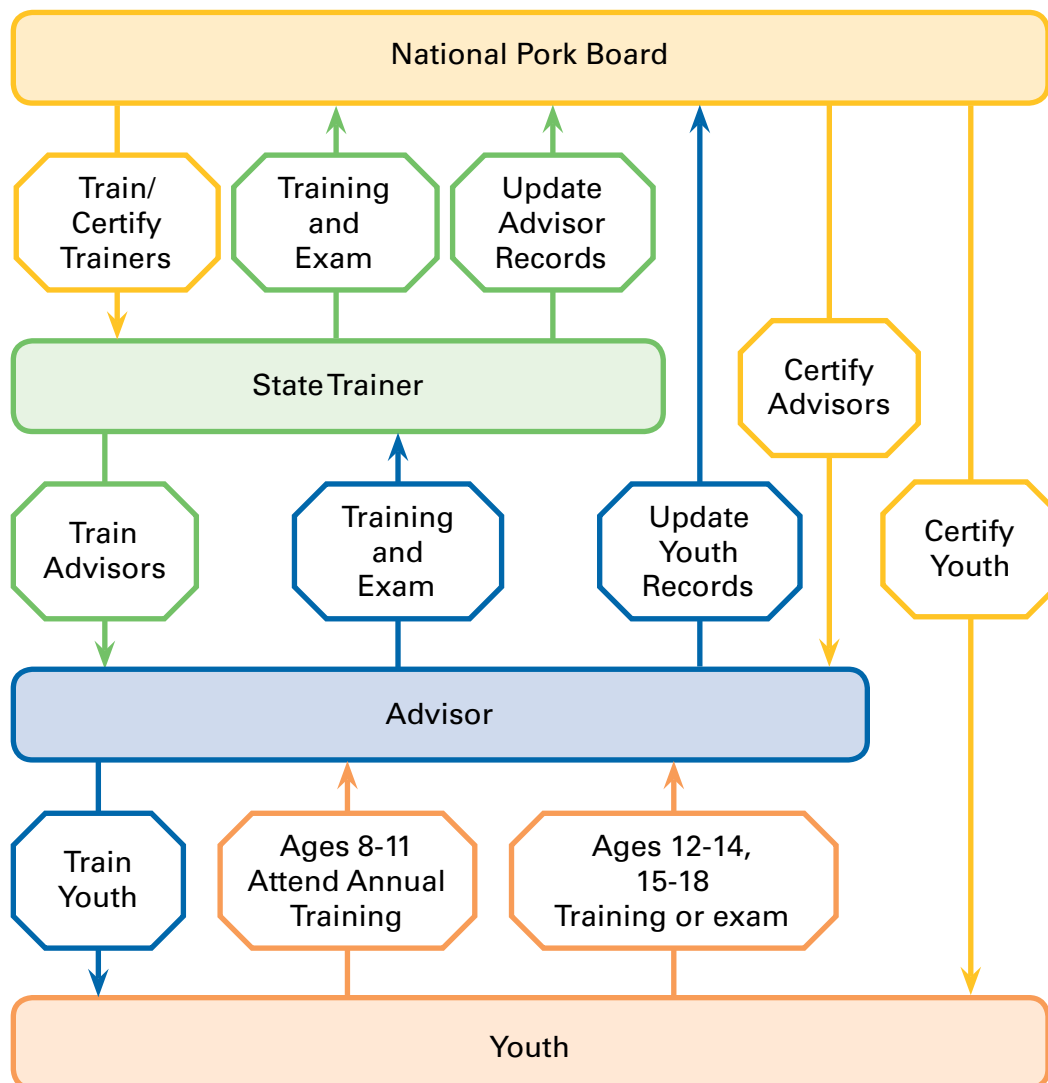 National Pork Board
Train/
Certify
Trainers
Training
and
Exam
Update
Advisor
Records
State Trainer
Certify
Advisors
Train
Advisors
Training
and
Exam
Update
Youth
Records
Certify
Youth
Advisor
Train
Youth
Ages 8-11
Attend Annual
Training
Ages 12-14,
15-18
Training or exam
Youth